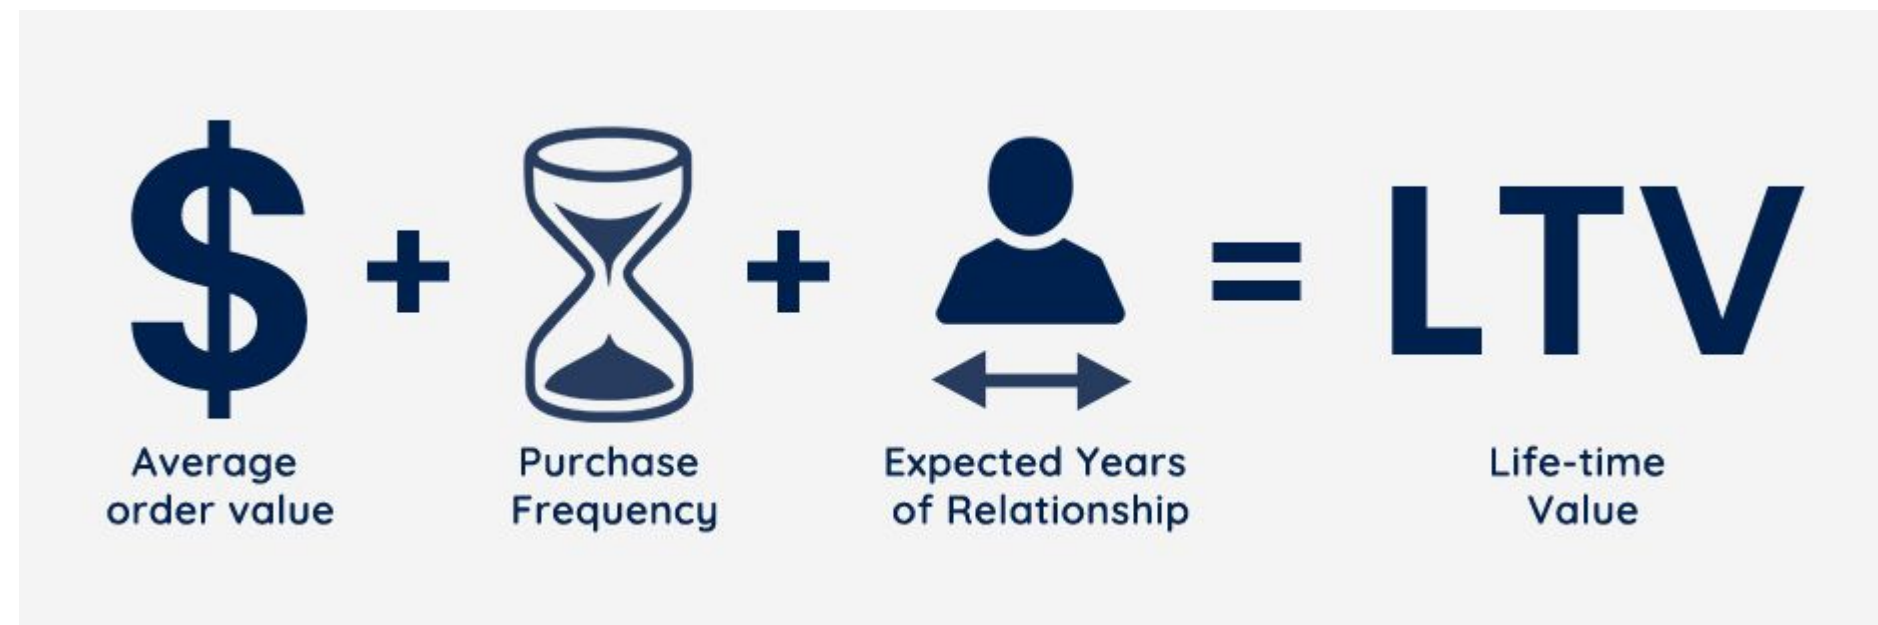 $ + + = LTV
Average
order value
Purchase
Frequency
Expected Years
of Relationship
Life-time
Value